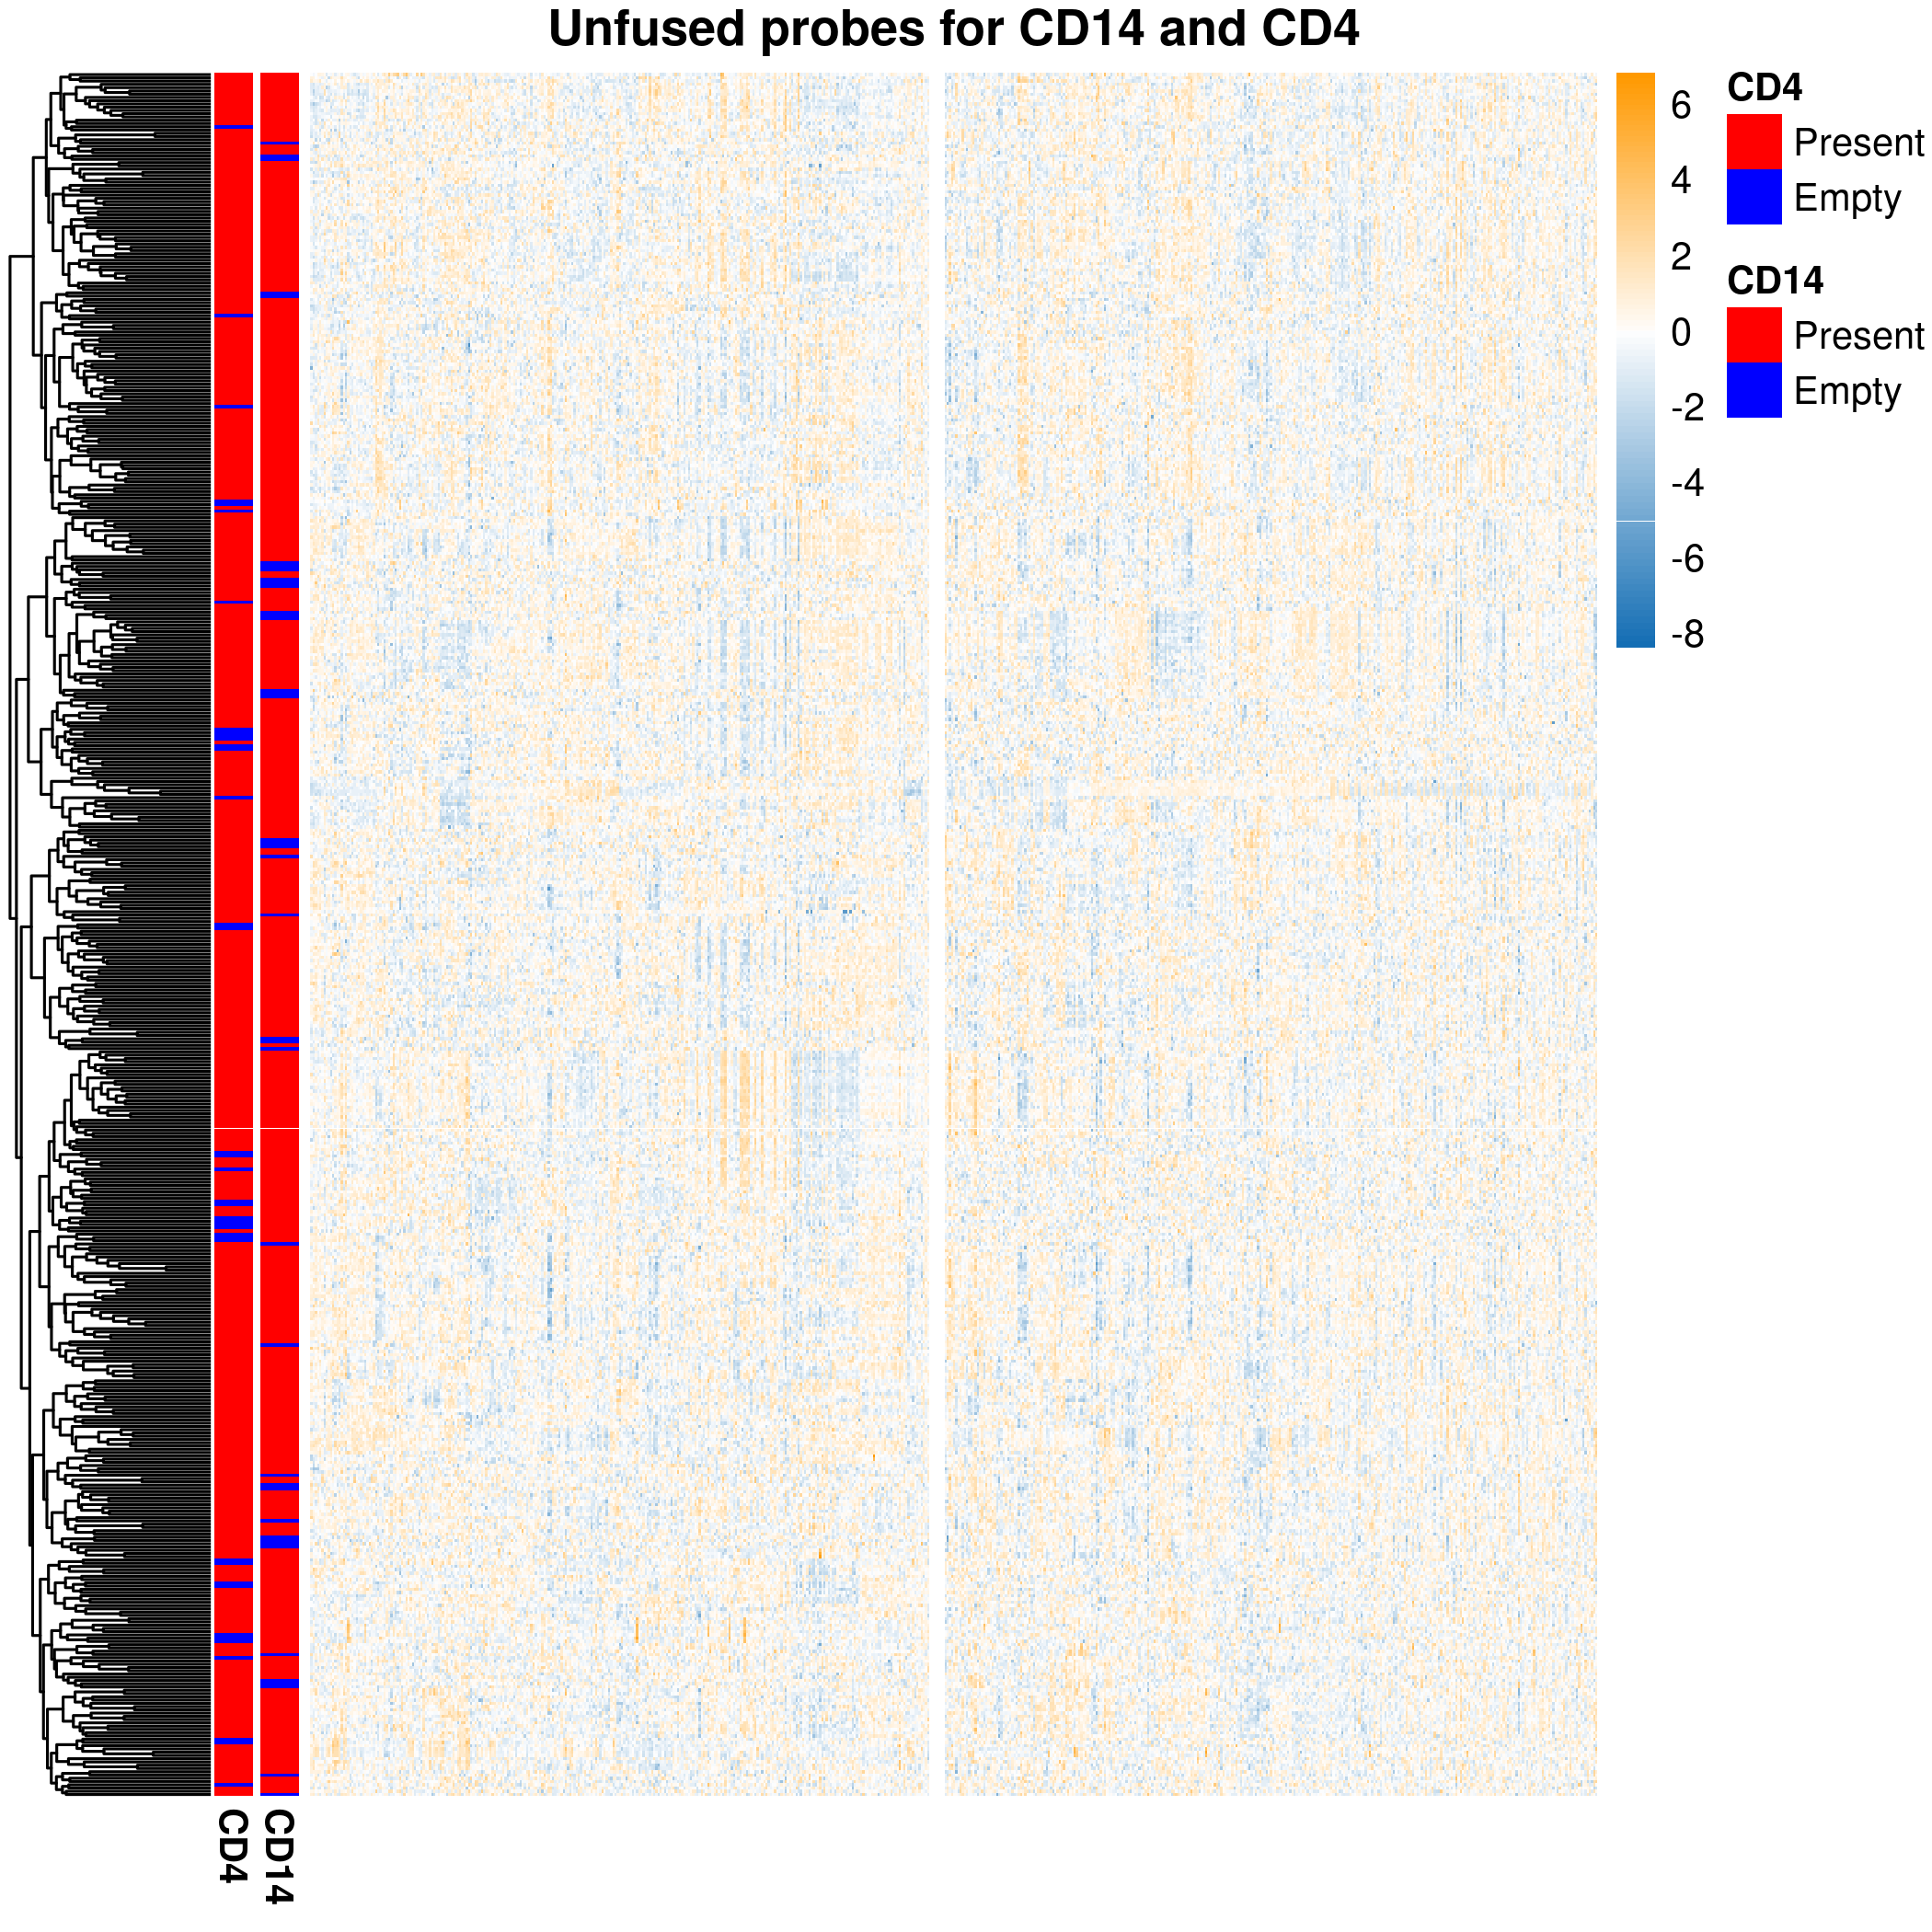 Unfused probes for CD14 and CD4
6
4
2
0
-2
-4
-6
-8
CD4
Present
Empty
CD14
Present
Empty
CD4
CD14